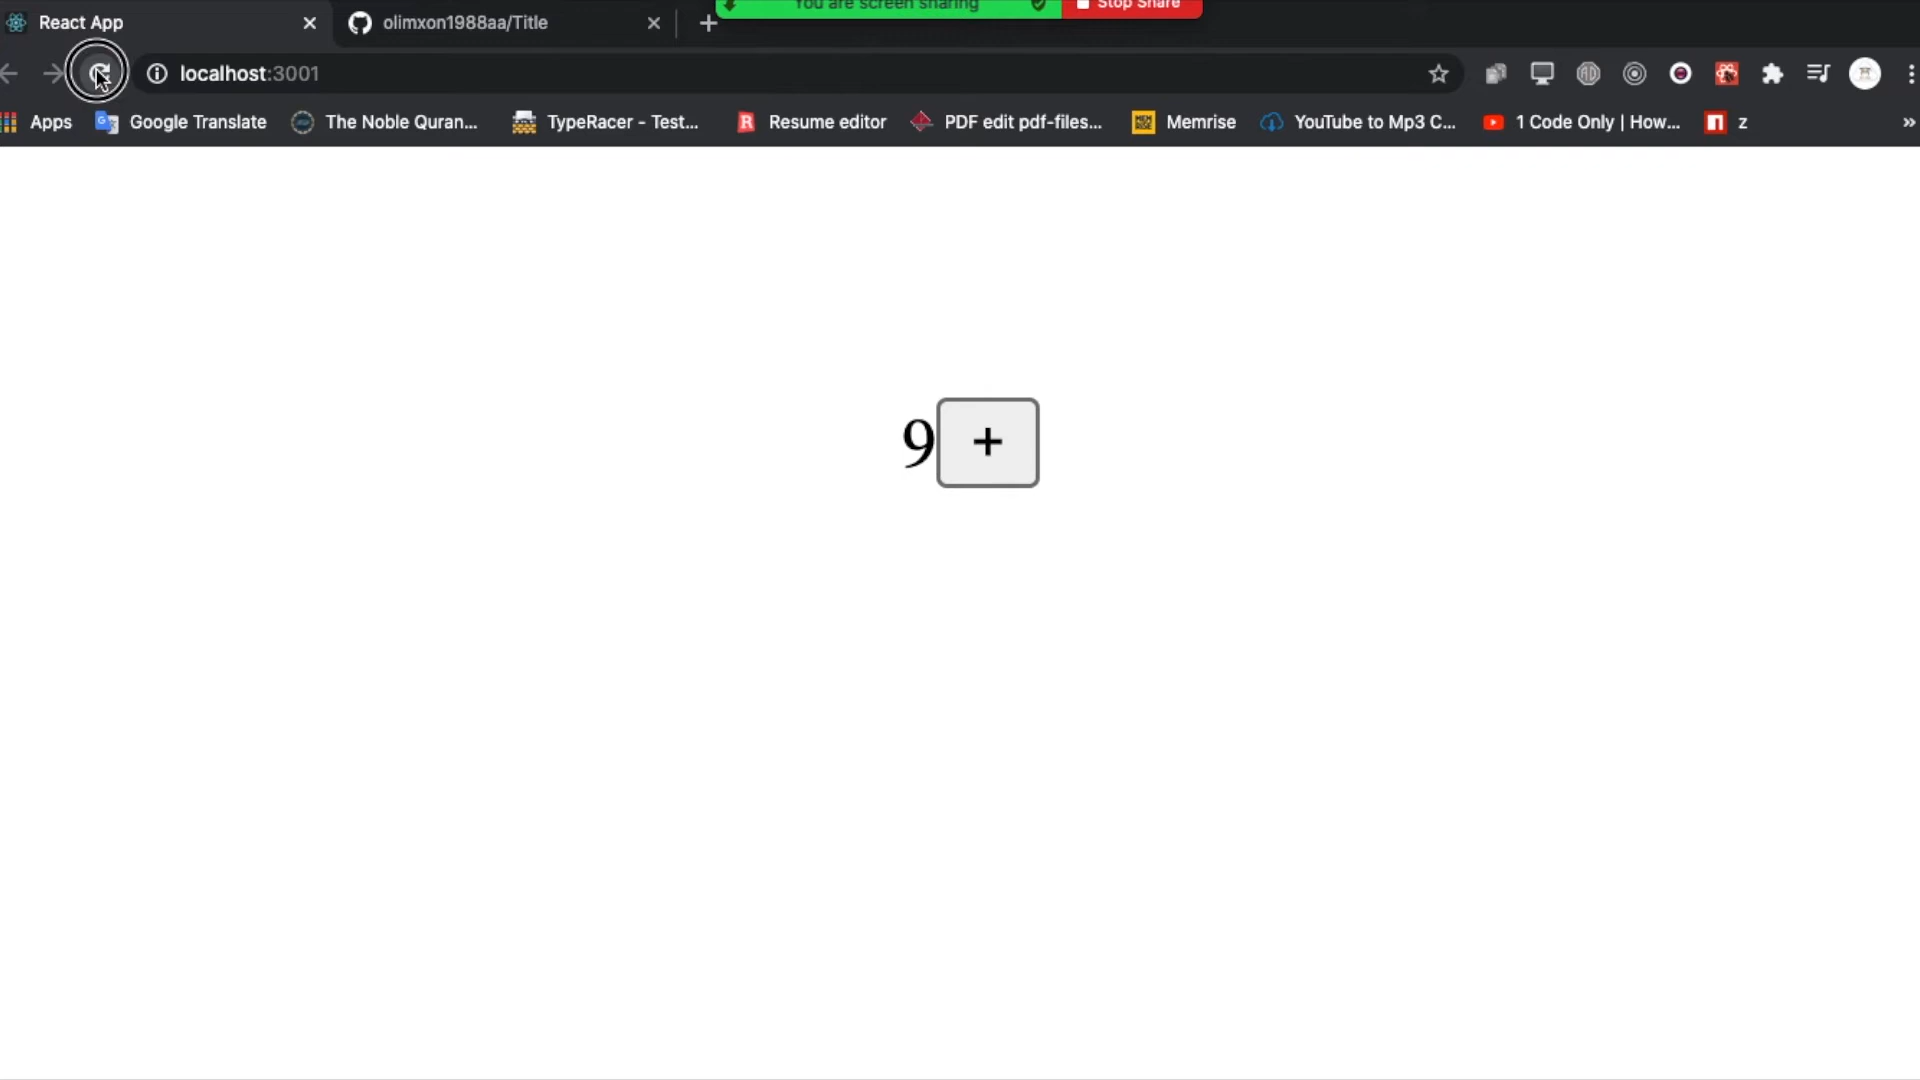 You are screen sharing Stop Share
React App olimxon1988aa/Title
localhost:3001
Apps Google Translate The Noble Quran... TypeRacer - Test... Resume editor PDF edit pdf-files... Memrise YouTube to Mp3 C... 1 Code Only | How... z
9 +